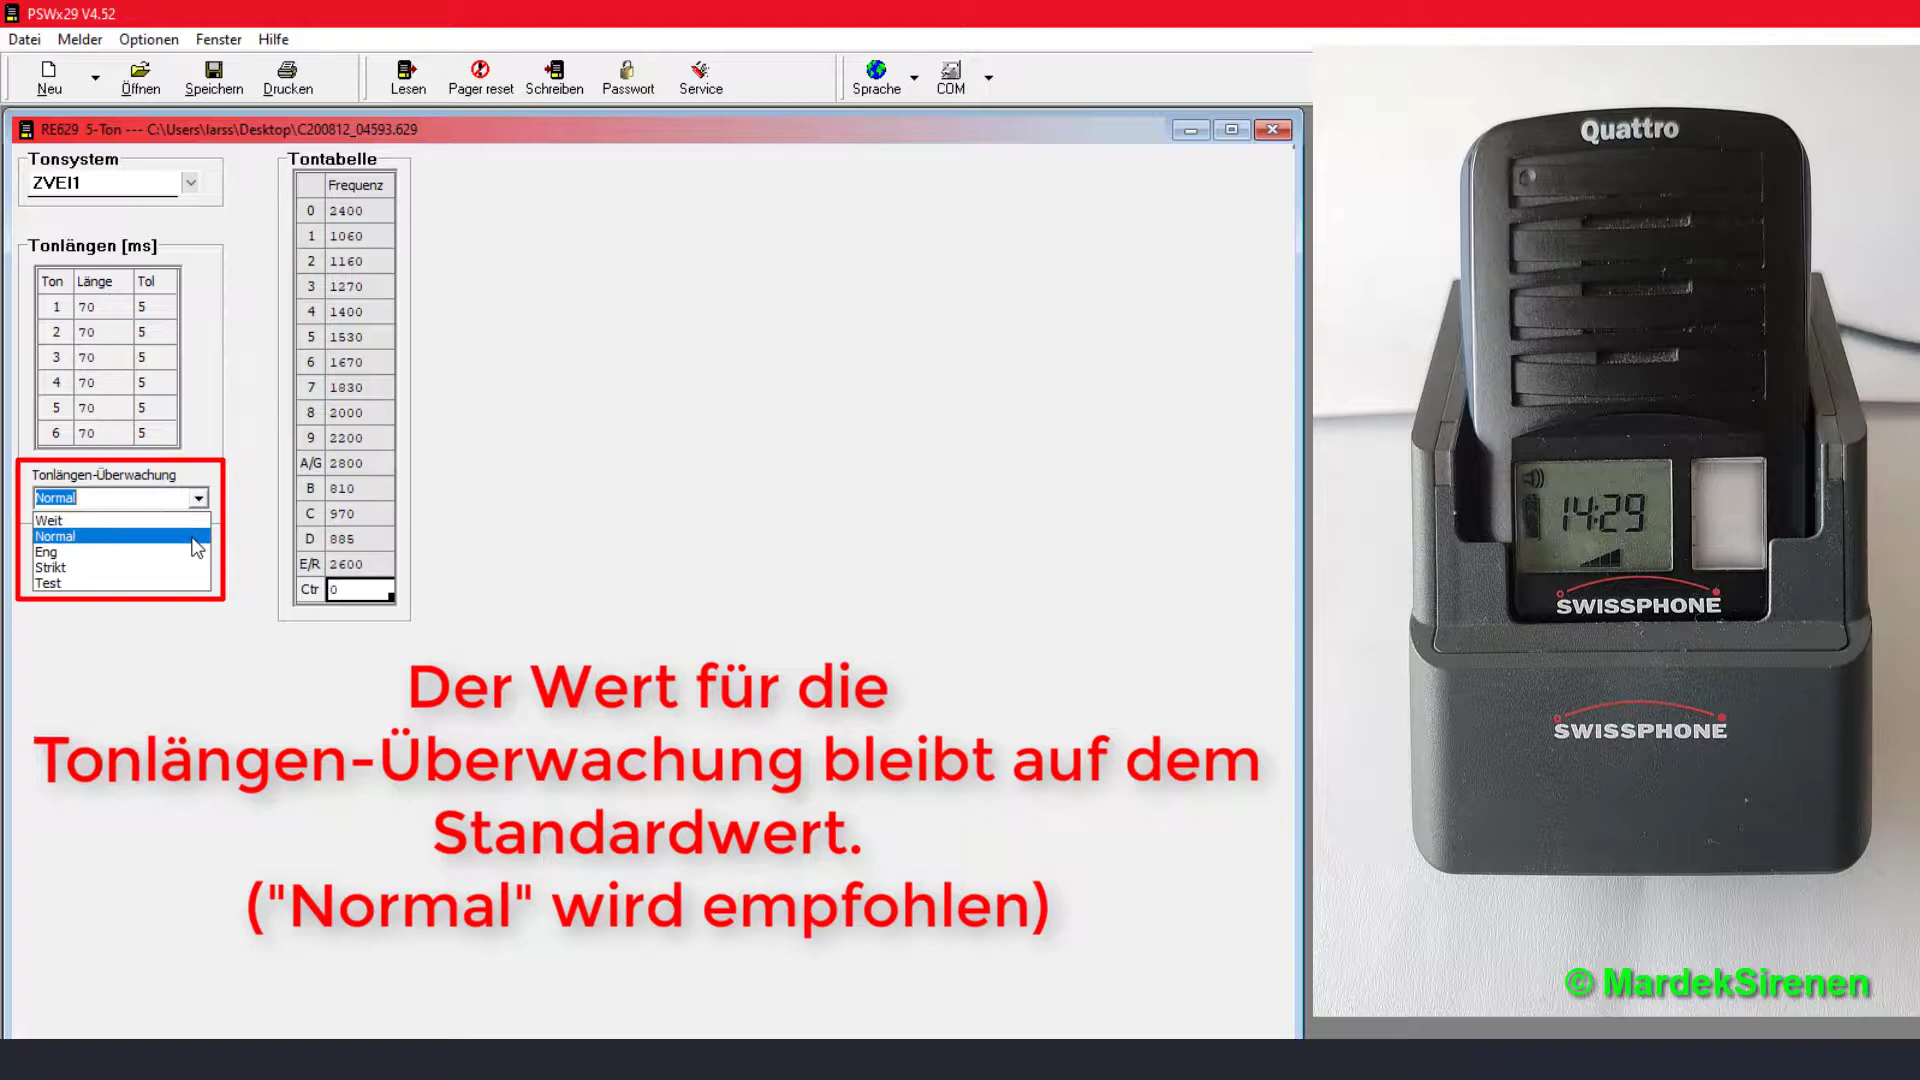 PSWx29 V4.52
Datei Melder Optionen Fenster Hilfe
Neu Öffnen Speichern Drucken Lesen Pager reset Schreiben Passwort Service Sprache COM
RE629 5-Ton --- C:\Users\larss\Desktop\C200812_04593.629
Tonsystem
ZVEI1
Tonlängen [ms]
Ton Länge Tol
1 70 5
2 70 5
3 70 5
4 70 5
5 70 5
6 70 5
Tonlängen-Überwachung
Normal
Weit
Normal
Eng
Strikt
Test
Tontabelle
Frequenz
0 2400
1 1060
2 1160
3 1270
4 1400
5 1530
6 1670
7 1830
8 2000
9 2200
A/G 2800
B 810
C 970
D 885
E/R 2600
Ctr 0
Der Wert für die
Tonlängen-Überwachung bleibt auf dem
Standardwert.
("Normal" wird empfohlen)
Quattro
14:29
SWISSPHONE
SWISSPHONE
© MardekSirenen